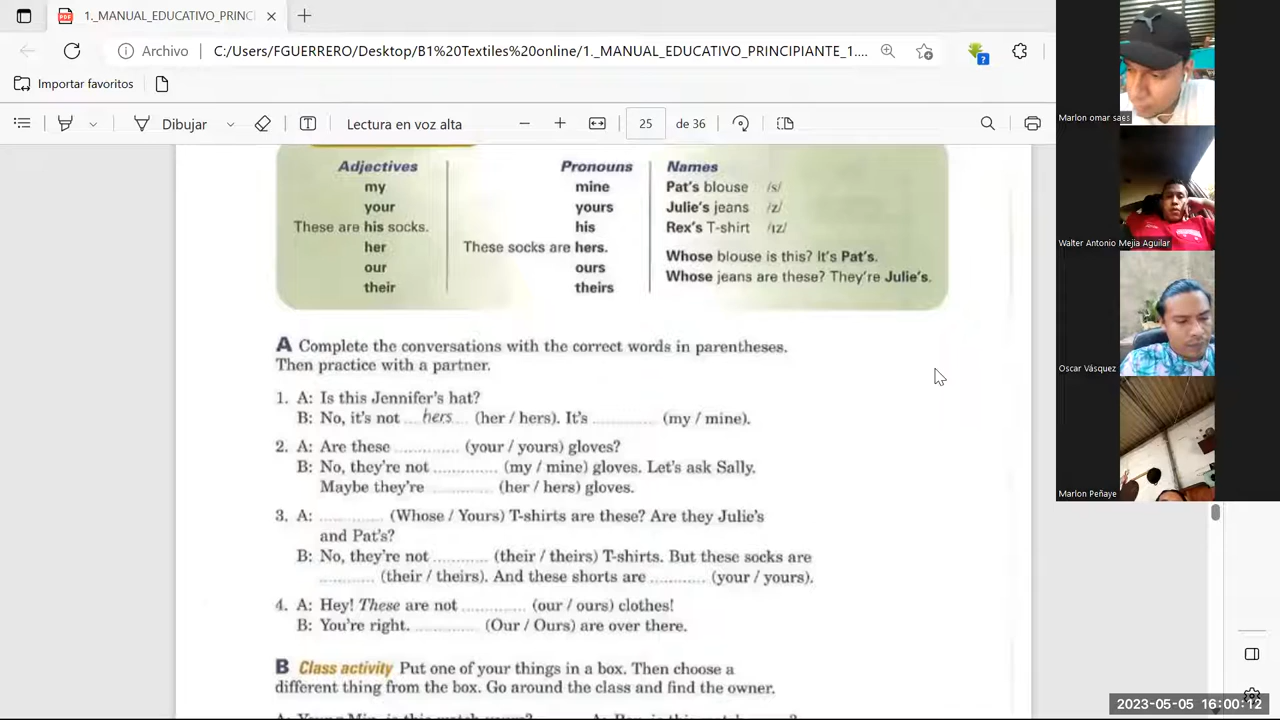 1._MANUAL_EDUCATIVO_PRINCI
Archivo
C:/Users/FGUERRERO/Desktop/B1%20Textiles%20online/1._MANUAL_EDUCATIVO_PRINCIPIANTE_1....
Importar favoritos
Dibujar
Lectura en voz alta
25
de 36
Adjectives
Pronouns
Names
my
mine
Pat's blouse /s/
your
yours
Julie's jeans /z/
These are his socks.
his
Rex's T-shirt /ɪz/
her
These socks are hers.
Whose blouse is this? It's Pat's.
our
ours
Whose jeans are these? They're Julie's.
their
theirs
A Complete the conversations with the correct words in parentheses.
Then practice with a partner.
1. A: Is this Jennifer's hat?
B: No, it's not hers (her / hers). It's ............ (my / mine).
2. A: Are these ............ (your / yours) gloves?
B: No, they're not ............ (my / mine) gloves. Let's ask Sally.
Maybe they're ............ (her / hers) gloves.
3. A: ............ (Whose / Yours) T-shirts are these? Are they Julie's
and Pat's?
B: No, they're not ............ (their / theirs) T-shirts. But these socks are
............ (their / theirs). And these shorts are ............ (your / yours).
4. A: Hey! These are not ............ (our / ours) clothes!
B: You're right. ............ (Our / Ours) are over there.
B Class activity Put one of your things in a box. Then choose a
different thing from the box. Go around the class and find the owner.
Marlon omar saes
Walter Antonio Mejia Aguilar
Oscar Vásquez
Marlon Peñaye
2023-05-05 16:00:12